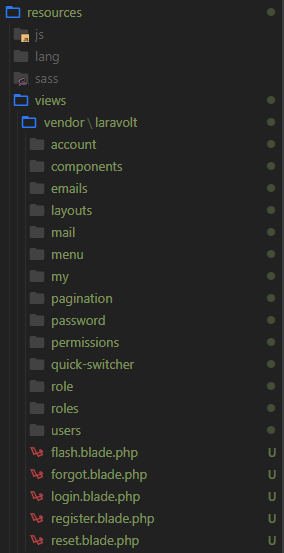 resources
js
lang
sass
views
vendor \ laravolt
account
components
emails
layouts
mail
menu
my
pagination
password
permissions
quick-switcher
role
roles
users
flash.blade.php U
forgot.blade.php U
login.blade.php U
register.blade.php U
reset.blade.php U